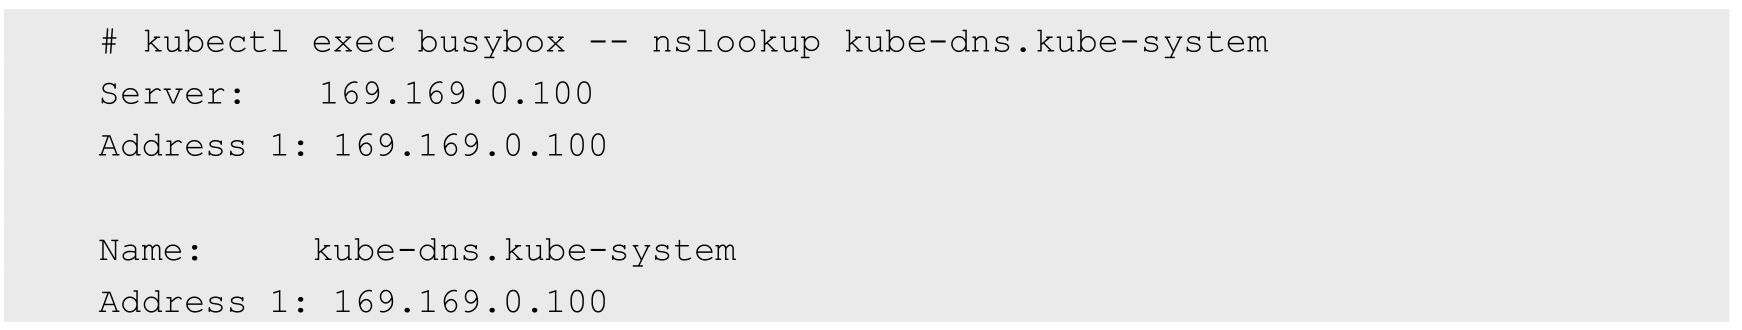 # kubectl exec busybox -- nslookup kube-dns.kube-system
Server:    169.169.0.100
Address 1: 169.169.0.100

Name:      kube-dns.kube-system
Address 1: 169.169.0.100